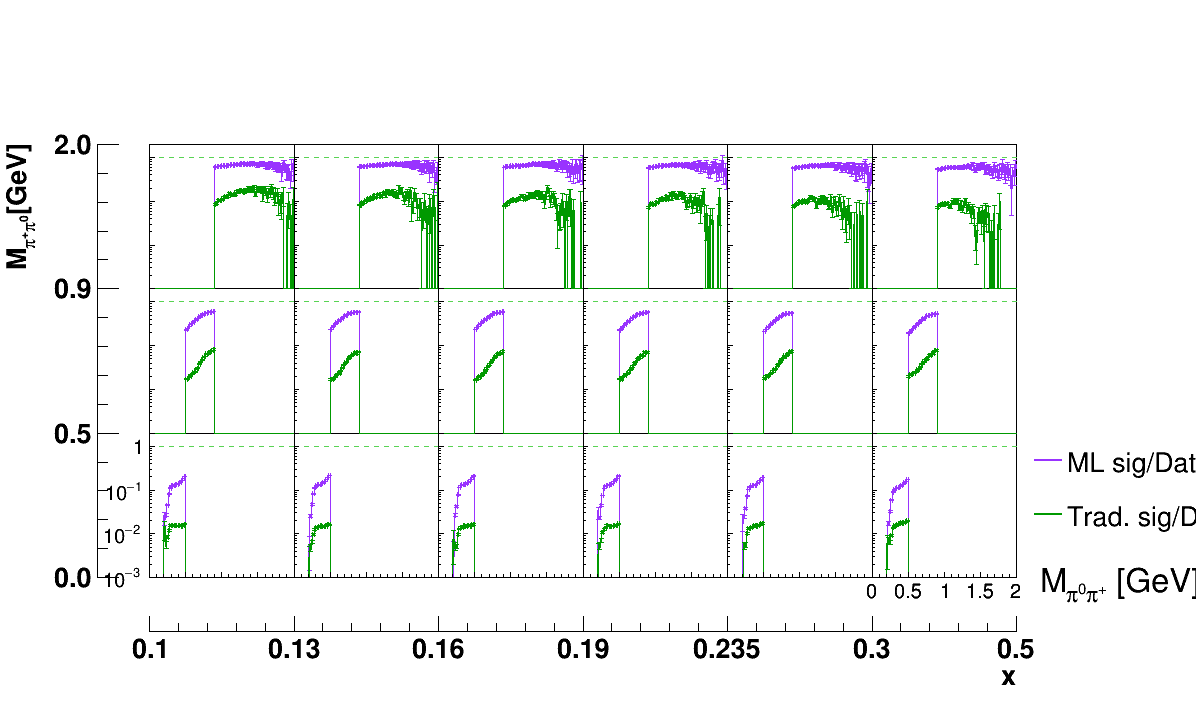 2.0
M_{π⁺π⁰} [GeV]
0.9
0.5
1
10⁻¹
10⁻²
10⁻³
0.0
ML sig/Dat
Trad. sig/D
0 0.5 1 1.5 2
M_{π⁰π⁺} [GeV]
0.1 0.13 0.16 0.19 0.235 0.3 0.5
x